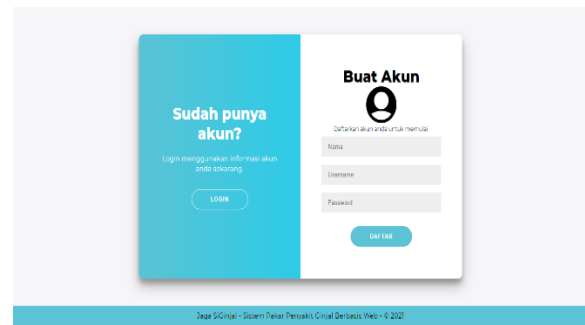 Sudah punya
akun?
Login menggunakan informasi akun
anda sekarang.
LOGIN
Buat Akun
Daftarkan akun anda untuk memulai
Nama
Username
Password
DAFTAR
Jaga SiGinjal - Sistem Pakar Penyakit Ginjal Berbasis Web - © 2021